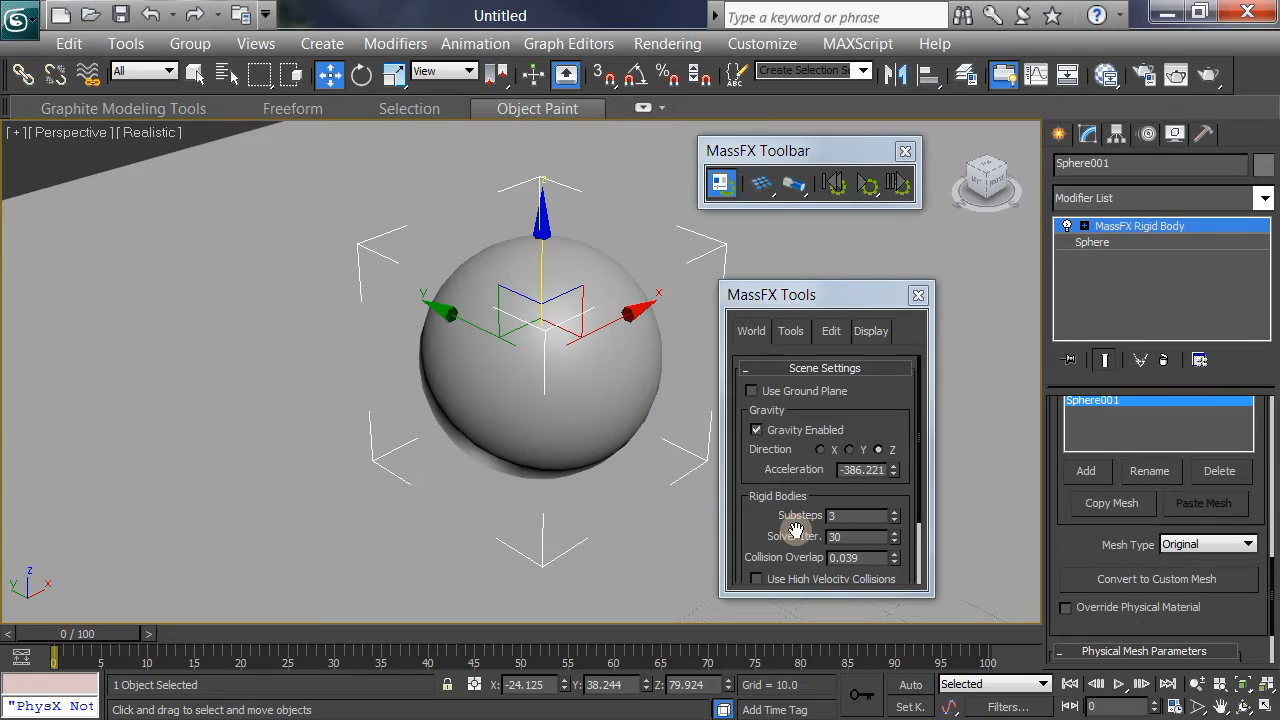 Untitled
Type a keyword or phrase
Edit Tools Group Views Create Modifiers Animation Graph Editors Rendering Customize MAXScript Help
All View Create Selection Se
Graphite Modeling Tools Freeform Selection Object Paint
[ + ][ Perspective ][ Realistic ]
MassFX Toolbar
Sphere001
Modifier List
MassFX Rigid Body
Sphere
z
y
x
MassFX Tools
World Tools Edit Display
Scene Settings
Use Ground Plane
Gravity
Gravity Enabled
Direction X Y Z
Acceleration -386.221
Rigid Bodies
Substeps 3
30
Collision Overlap 0.039
Use High Velocity Collisions
Sphere001
Add Rename Delete
Copy Mesh Paste Mesh
Mesh Type Original
Convert to Custom Mesh
Override Physical Material
Physical Mesh Parameters
z
y x
< 0 / 100 >
0 5 10 15 20 25 30 35 40 45 50 55 60 65 70 75 80 85 90 95 100
1 Object Selected X: -24.125 Y: 38.244 Z: 79.924 Grid = 10.0 Auto Selected
"PhysX Not Click and drag to select and move objects Add Time Tag Set K. Filters... 0